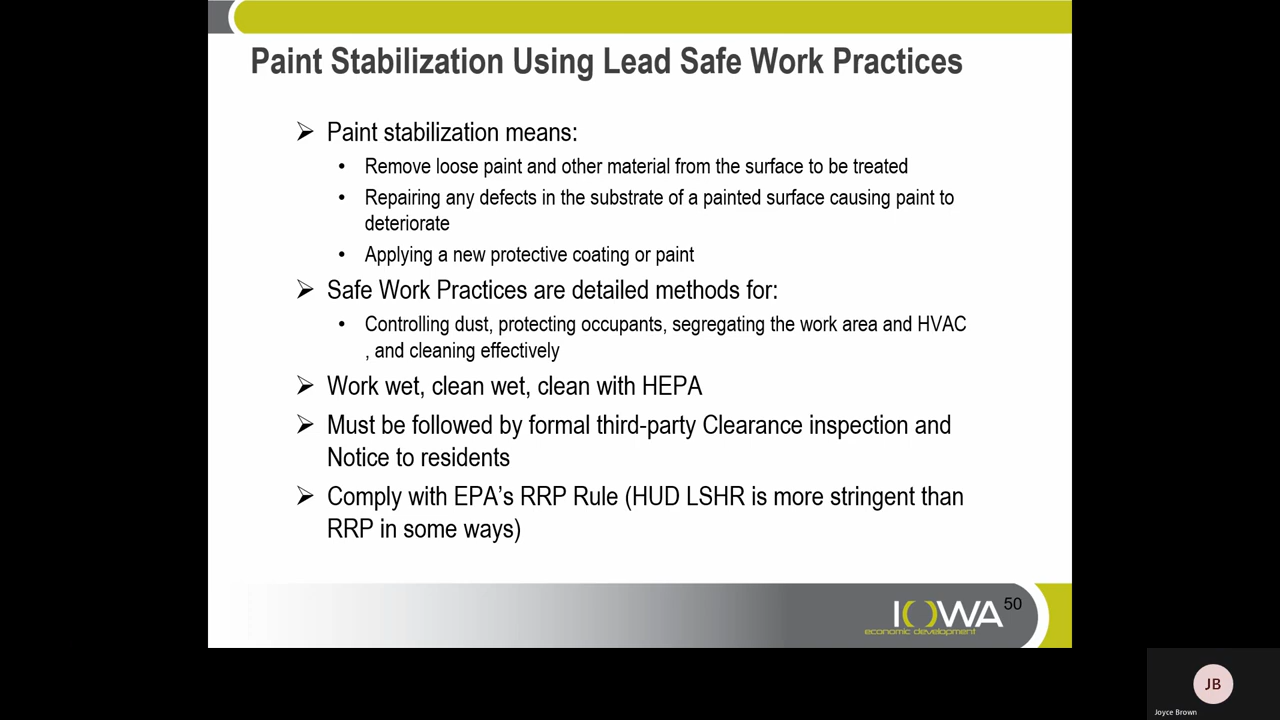 Paint Stabilization Using Lead Safe Work Practices
➢ Paint stabilization means:
• Remove loose paint and other material from the surface to be treated
• Repairing any defects in the substrate of a painted surface causing paint to
deteriorate
• Applying a new protective coating or paint
➢ Safe Work Practices are detailed methods for:
• Controlling dust, protecting occupants, segregating the work area and HVAC
, and cleaning effectively
➢ Work wet, clean wet, clean with HEPA
➢ Must be followed by formal third-party Clearance inspection and
Notice to residents
➢ Comply with EPA’s RRP Rule (HUD LSHR is more stringent than
RRP in some ways)
50
IOWA
economic development
JB
Joyce Brown